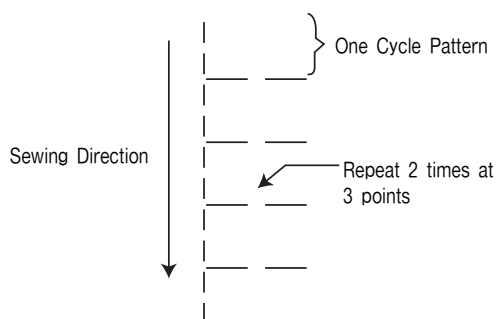 One Cycle Pattern
Sewing Direction
Repeat 2 times at
3 points